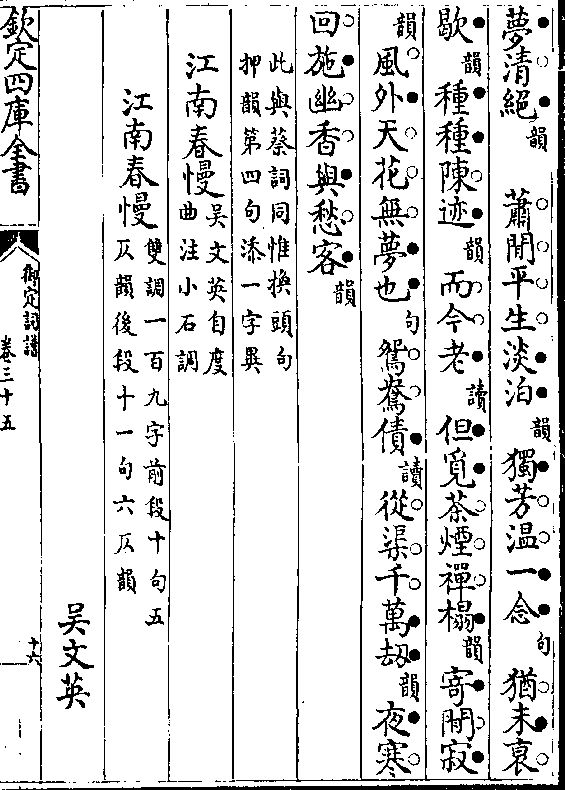 夢清絕韻　蕭閒平生淡泊韻獨芳温一念句猶未衰
歇韻種種陳迹韻而今老讀但覓茶煙禪榻韻寄閒寂
韻風外天花無夢也句鴛鴦債讀從渠千萬劫韻夜寒
回施幽香與愁客韻
此與蔡詞同惟換頭句
押韻第四句添一字異
江南春慢吳文英自度
曲注小石調
江南春慢雙調一百九字前段十句五
仄韻後段十一句六仄韻
吴文英
欽定四庫全書
御定詞譜
卷三十五
十六